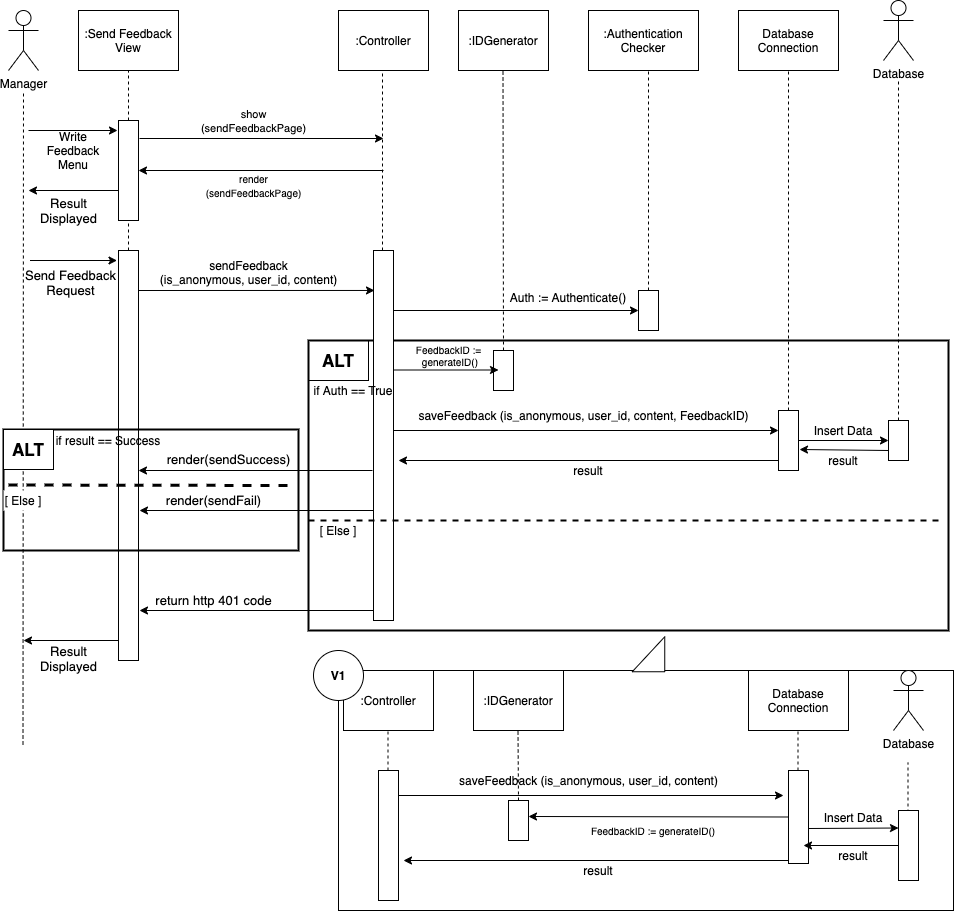 Manager
:Send Feedback
View
:Controller
:IDGenerator
:Authentication
Checker
Database
Connection
Database
Write
Feedback
Menu
show
(sendFeedbackPage)
render
(sendFeedbackPage)
Result
Displayed
Send Feedback
Request
sendFeedback
(is_anonymous, user_id, content)
Auth := Authenticate()
ALT
if Auth == True
FeedbackID :=
generateID()
saveFeedback (is_anonymous, user_id, content, FeedbackID)
Insert Data
result
result
ALT
if result == Success
render(sendSuccess)
[ Else ]
render(sendFail)
[ Else ]
return http 401 code
Result
Displayed
V1
:Controller
:IDGenerator
Database
Connection
Database
saveFeedback (is_anonymous, user_id, content)
Insert Data
FeedbackID := generateID()
result
result